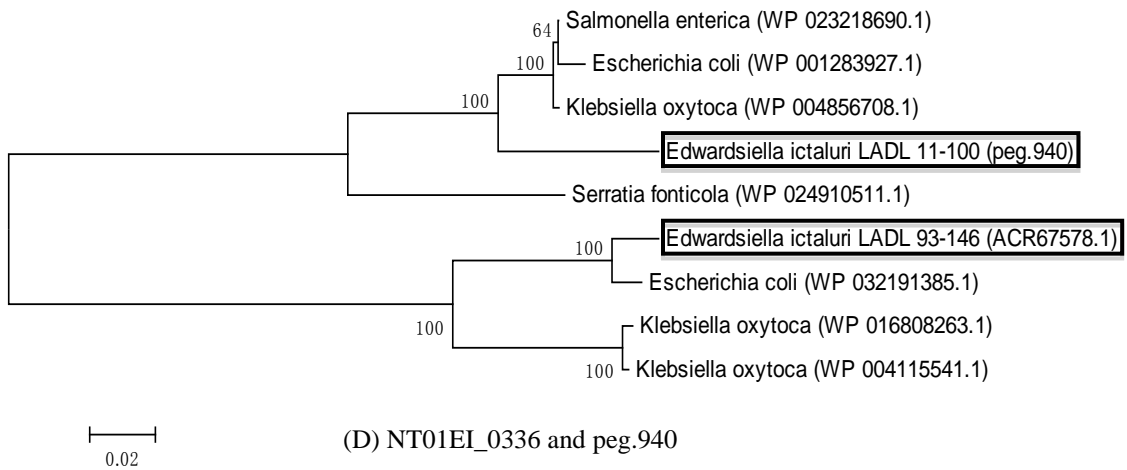 Salmonella enterica (WP 023218690.1)
64
Escherichia coli (WP 001283927.1)
100
Klebsiella oxytoca (WP 004856708.1)
100
Edwardsiella ictaluri LADL 11-100 (peg.940)
Serratia fonticola (WP 024910511.1)
Edwardsiella ictaluri LADL 93-146 (ACR67578.1)
100
Escherichia coli (WP 032191385.1)
Klebsiella oxytoca (WP 016808263.1)
100
Klebsiella oxytoca (WP 004115541.1)
100
0.02
(D) NT01EI_0336 and peg.940